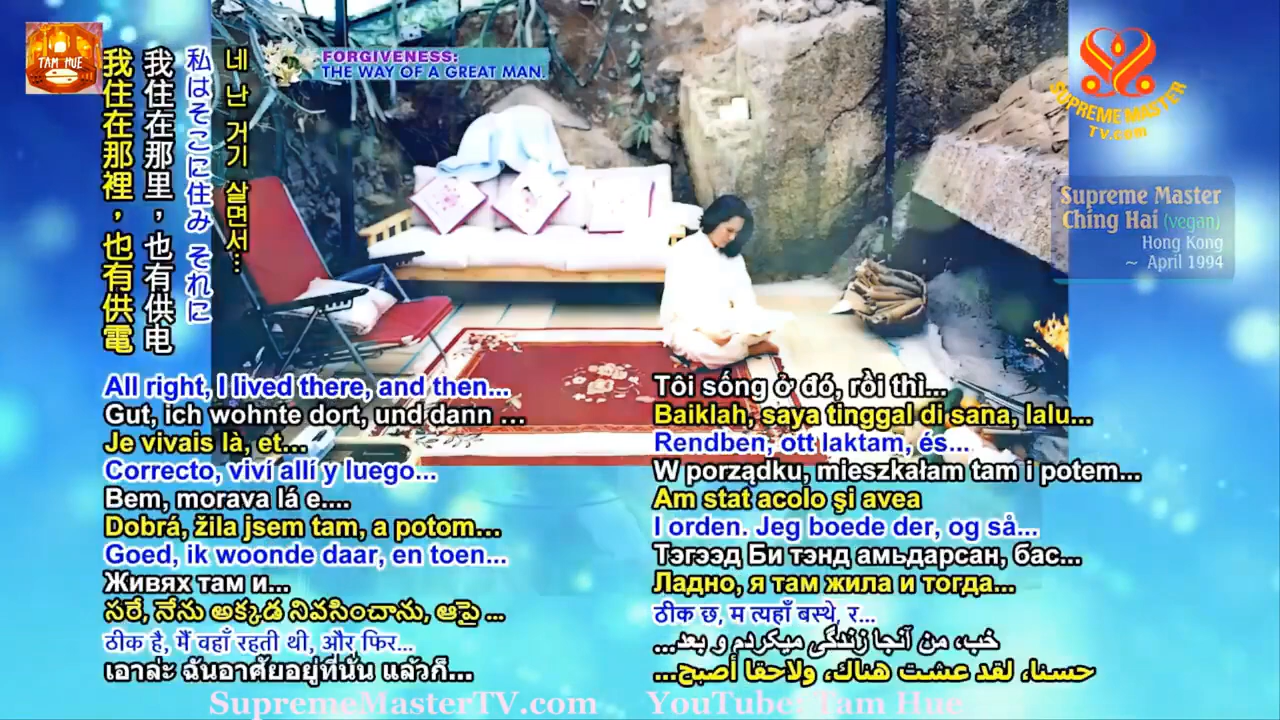 TAM HUE
我住在那裡，也有供電
我住在那里，也有供电
私はそこに住み それに
네 난 거기 살면서...
FORGIVENESS:
THE WAY OF A GREAT MAN.
SUPREME MASTER
TV.com
Supreme Master
Ching Hai (vegan)
Hong Kong
~ April 1994
All right, I lived there, and then...
Gut, ich wohnte dort, und dann ...
Je vivais là, et...
Correcto, viví allí y luego...
Bem, morava lá e....
Dobrá, žila jsem tam, a potom...
Goed, ik woonde daar, en toen...
Живях там и...
సరే, నేను అక్కడ నివసించాను, ఆపై ...
ठीक है, मैं वहाँ रहती थी, और फिर...
เอาล่ะ ฉันอาศัยอยู่ที่นั่น แล้วก็...
Tôi sống ở đó, rồi thì...
Baiklah, saya tinggal di sana, lalu...
Rendben, ott laktam, és...
W porządku, mieszkałam tam i potem...
Am stat acolo şi avea
I orden. Jeg boede der, og så...
Тэгээд Би тэнд амьдарсан, бас...
Ладно, я там жила и тогда...
ठीक छ, म त्यहाँ बस्थे, र...
خب، من آنجا زندگی میکردم و بعد...
حسنا، لقد عشت هناك، ولاحقا أصبح...
SupremeMasterTV.com YouTube: Tam Hue